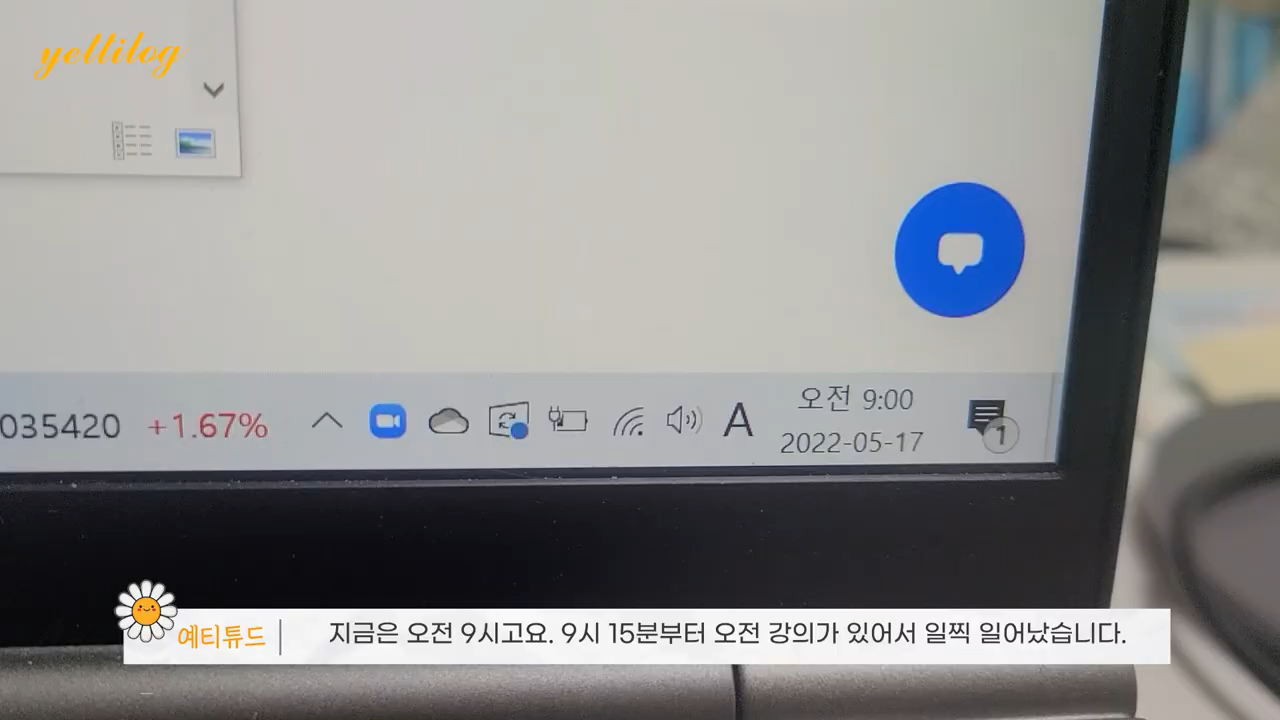 yettilog
035420 +1.67%
A
오전 9:00
2022-05-17
1
예티튜드
지금은 오전 9시고요. 9시 15분부터 오전 강의가 있어서 일찍 일어났습니다.